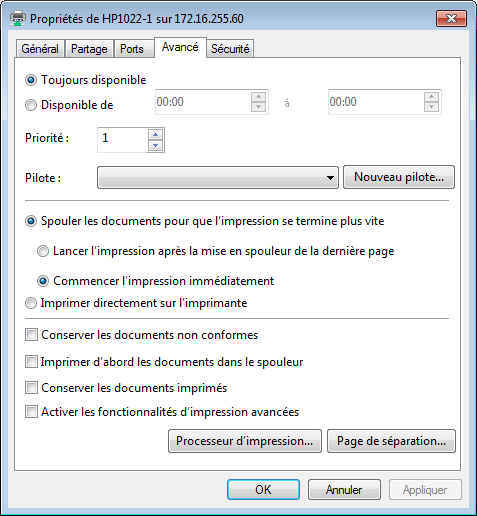 Propriétés de HP1022-1 sur 172.16.255.60
Général Partage Ports Avancé Sécurité
Toujours disponible
Disponible de 00:00 à 00:00
Priorité : 1
Pilote : Nouveau pilote...
Spouler les documents pour que l'impression se termine plus vite
Lancer l'impression après la mise en spouleur de la dernière page
Commencer l'impression immédiatement
Imprimer directement sur l'imprimante
Conserver les documents non conformes
Imprimer d'abord les documents dans le spouleur
Conserver les documents imprimés
Activer les fonctionnalités d'impression avancées
Processeur d'impression... Page de séparation...
OK Annuler Appliquer